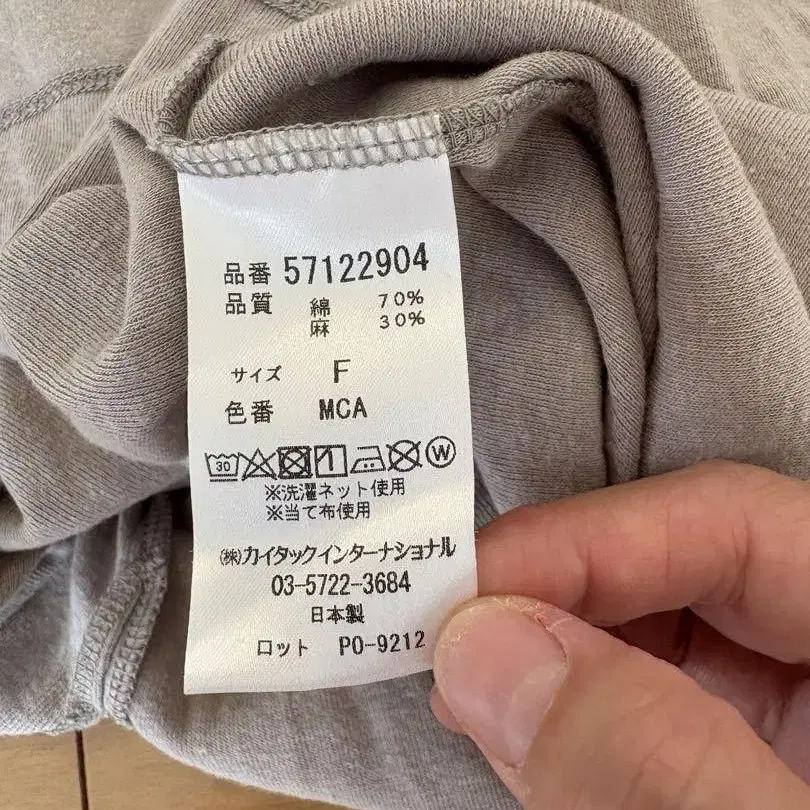 品番 57122904
品質 綿 70%
麻 30%
サイズ F
色番 MCA
30 W
※洗濯ネット使用
※当て布使用
(株)カイタックインターナショナル
03-5722-3684
日本製
ロット PO-9212